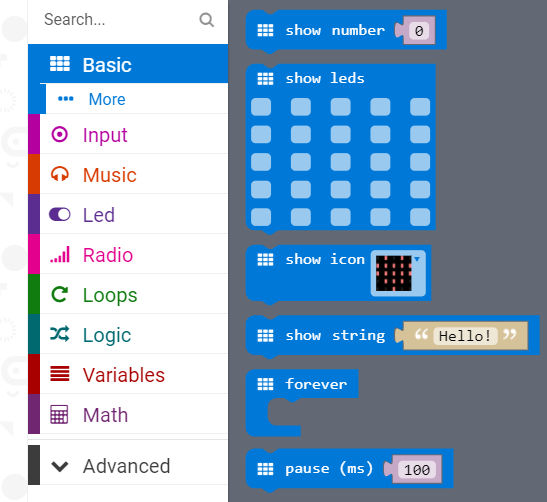 Search...
Basic
More
Input
Music
Led
Radio
Loops
Logic
Variables
Math
Advanced
show number 0
show leds
show icon
show string “ Hello! ”
forever
pause (ms) 100